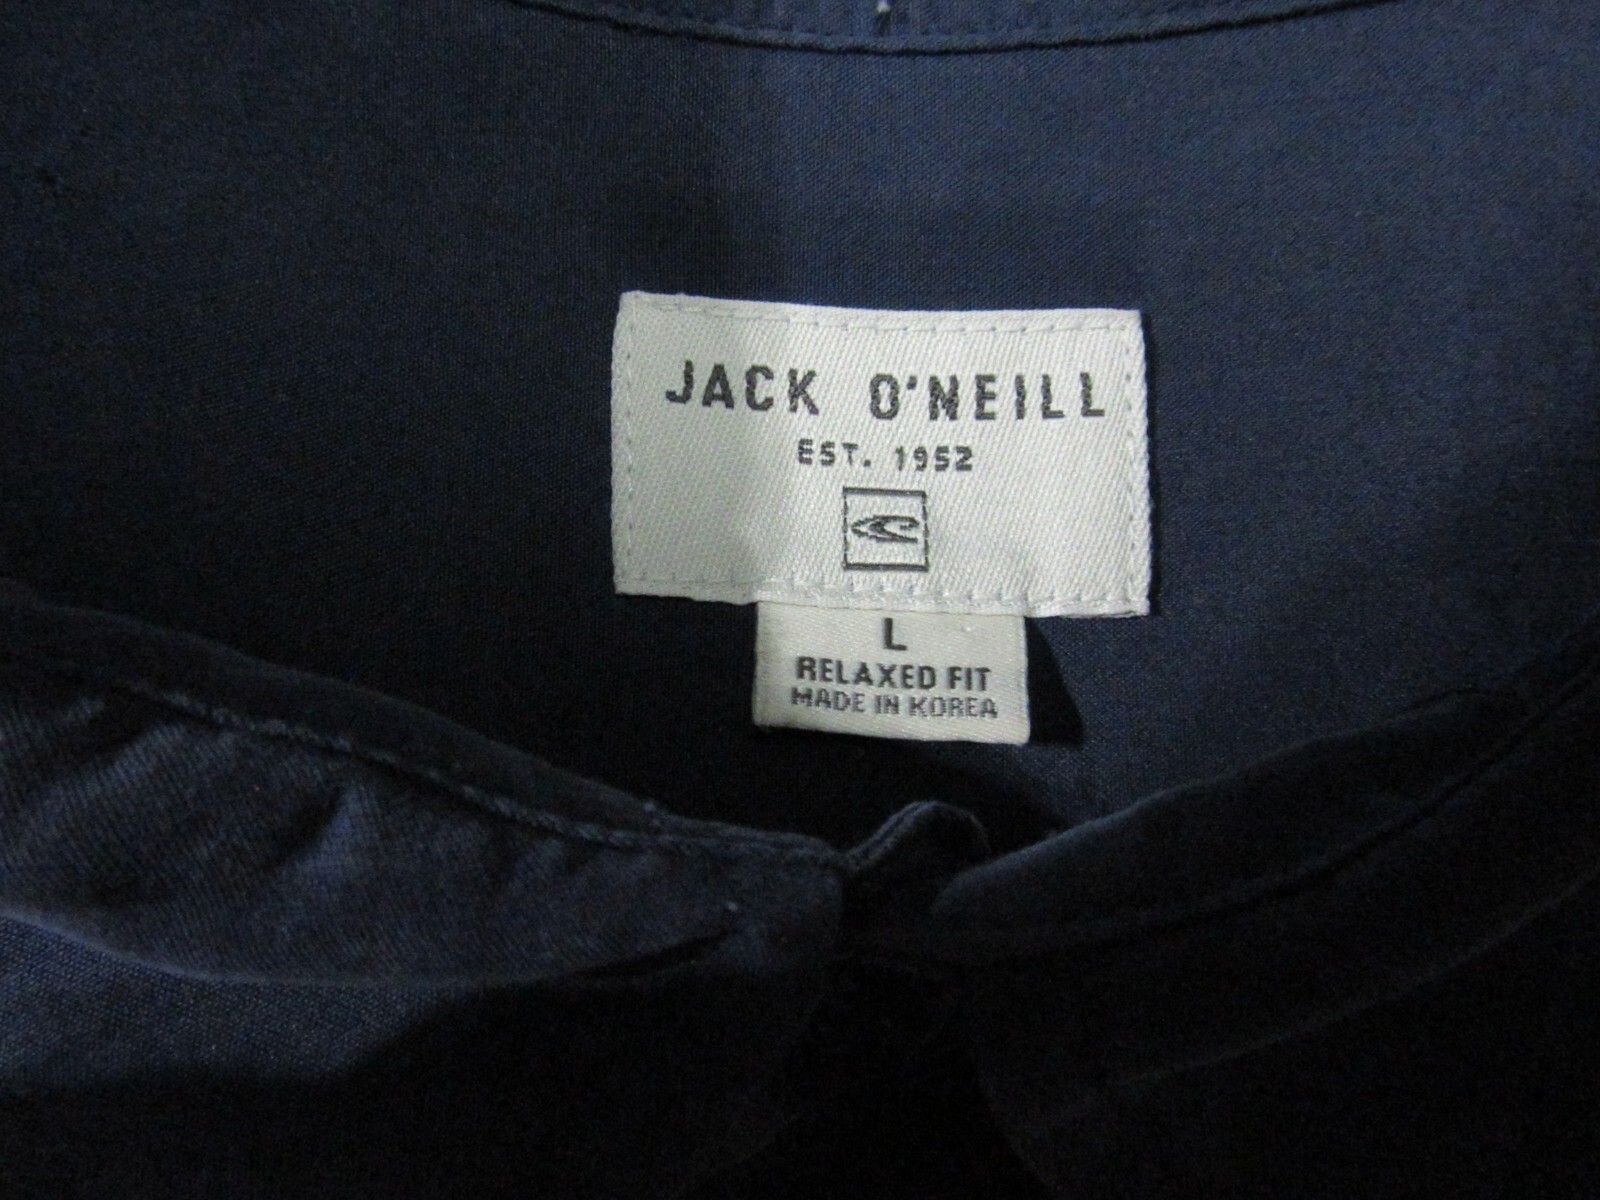 JACK O'NEILL
EST. 1952
L
RELAXED FIT
MADE IN KOREA